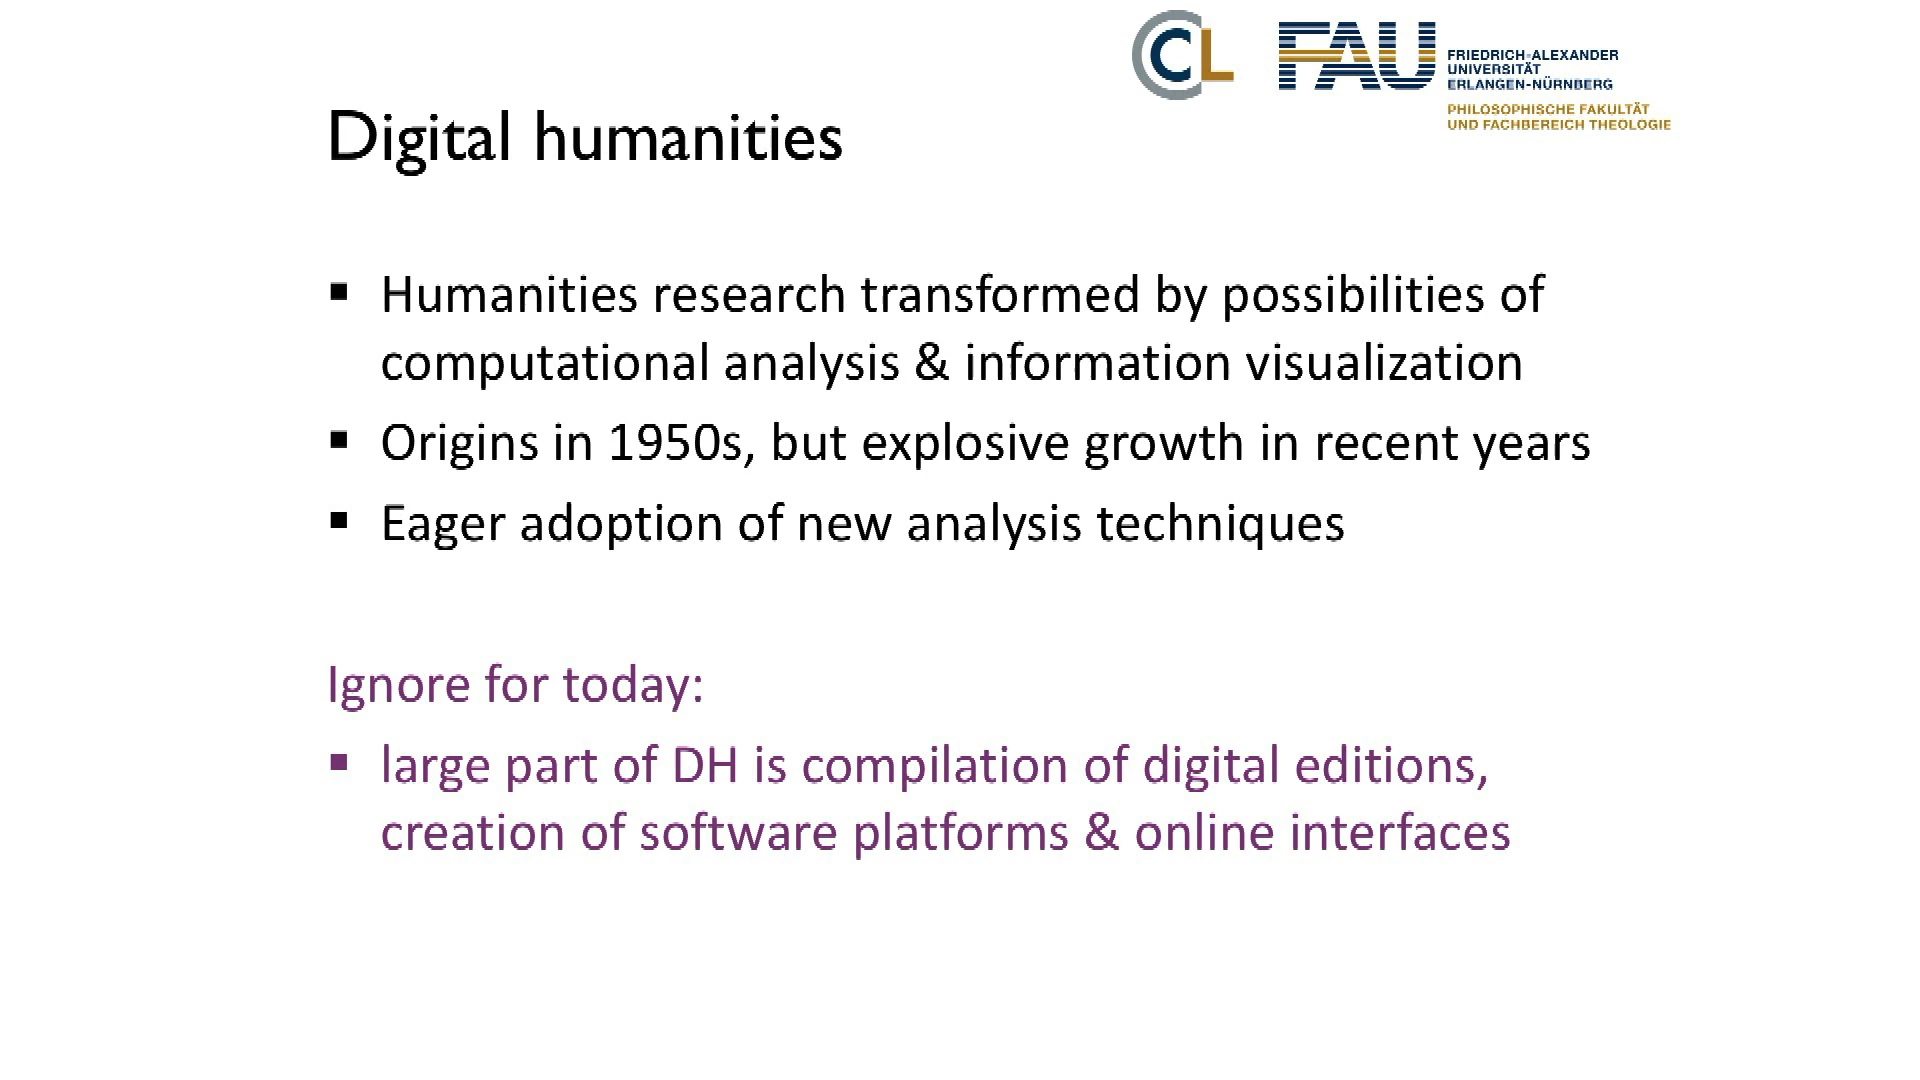 CCL
FAU
FRIEDRICH-ALEXANDER
UNIVERSITÄT
ERLANGEN-NÜRNBERG
PHILOSOPHISCHE FAKULTÄT
UND FACHBEREICH THEOLOGIE
Digital humanities
▪ Humanities research transformed by possibilities of
computational analysis & information visualization
▪ Origins in 1950s, but explosive growth in recent years
▪ Eager adoption of new analysis techniques
Ignore for today:
▪ large part of DH is compilation of digital editions,
creation of software platforms & online interfaces